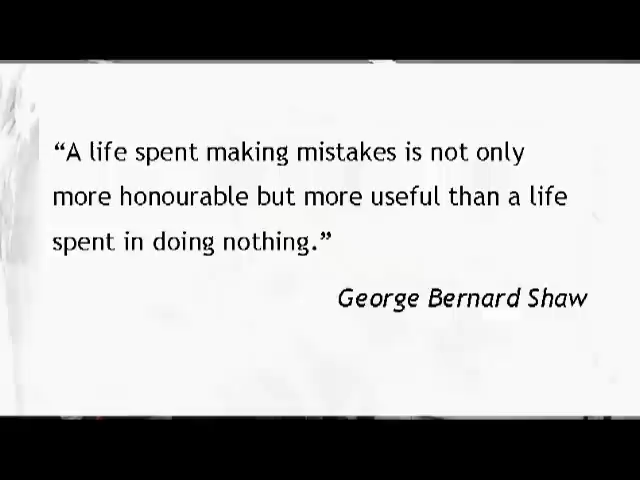 “A life spent making mistakes is not only
more honourable but more useful than a life
spent in doing nothing.”
George Bernard Shaw